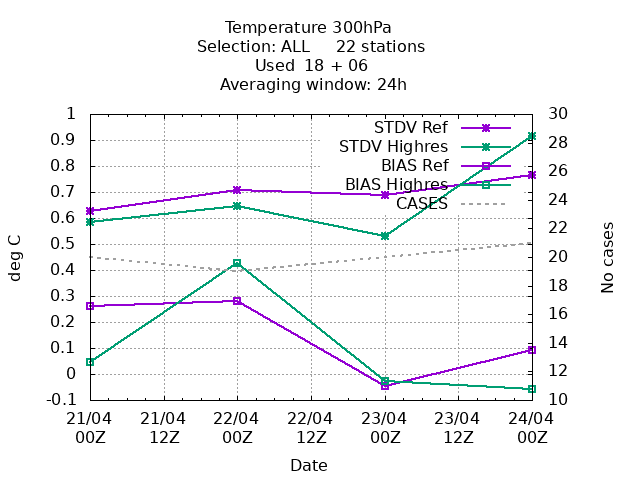 Temperature 300hPa
Selection: ALL     22 stations
Used  18 + 06
Averaging window: 24h
STDV Ref
STDV Highres
BIAS Ref
BIAS Highres
CASES
1
0.9
0.8
0.7
0.6
0.5
0.4
0.3
0.2
0.1
0
-0.1
deg C
30
28
26
24
22
20
18
16
14
12
10
No cases
21/04 21/04 22/04 22/04 23/04 23/04 24/04
00Z 12Z 00Z 12Z 00Z 12Z 00Z
Date